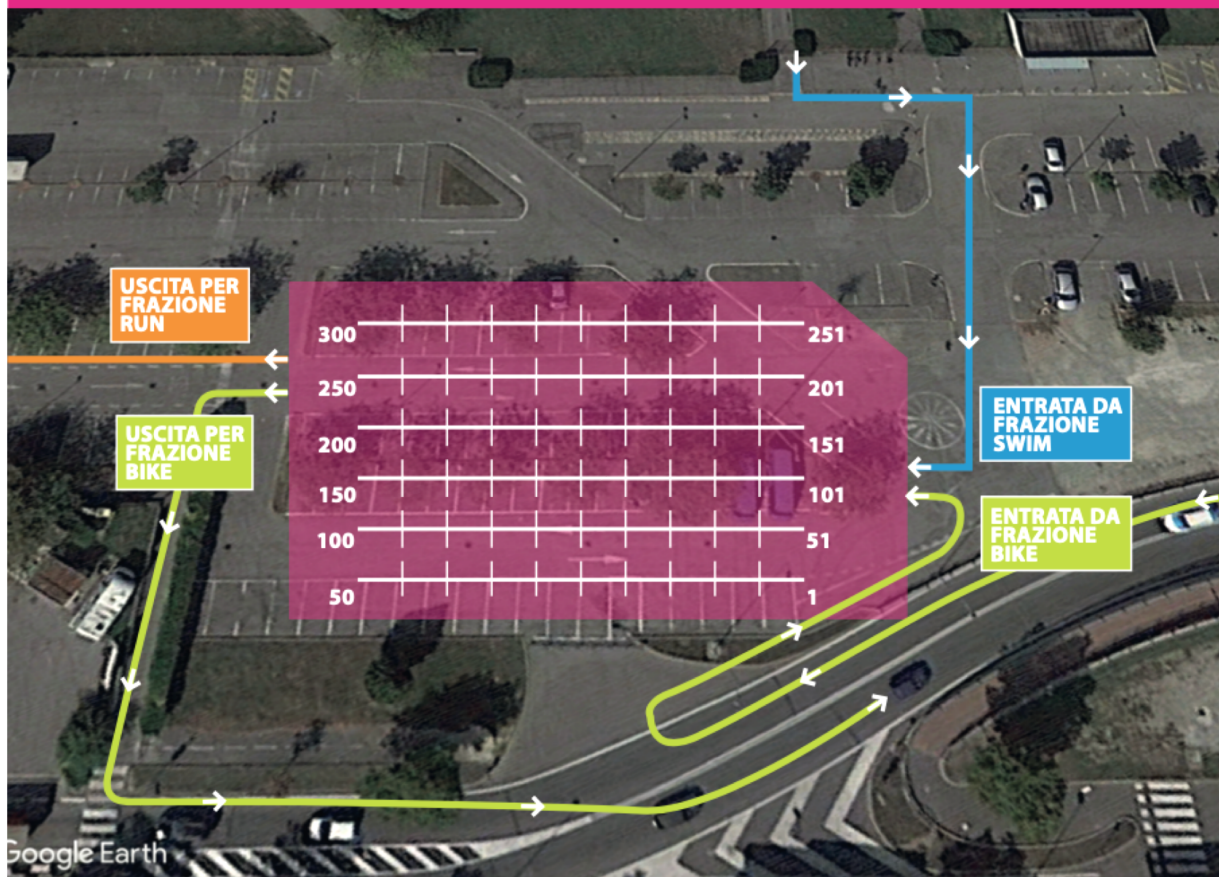 USCITA PER
FRAZIONE
RUN
300
251
250
201
USCITA PER
FRAZIONE
BIKE
ENTRATA DA
FRAZIONE
SWIM
200
151
150
101
ENTRATA DA
FRAZIONE
BIKE
100
51
50
1
Google Earth